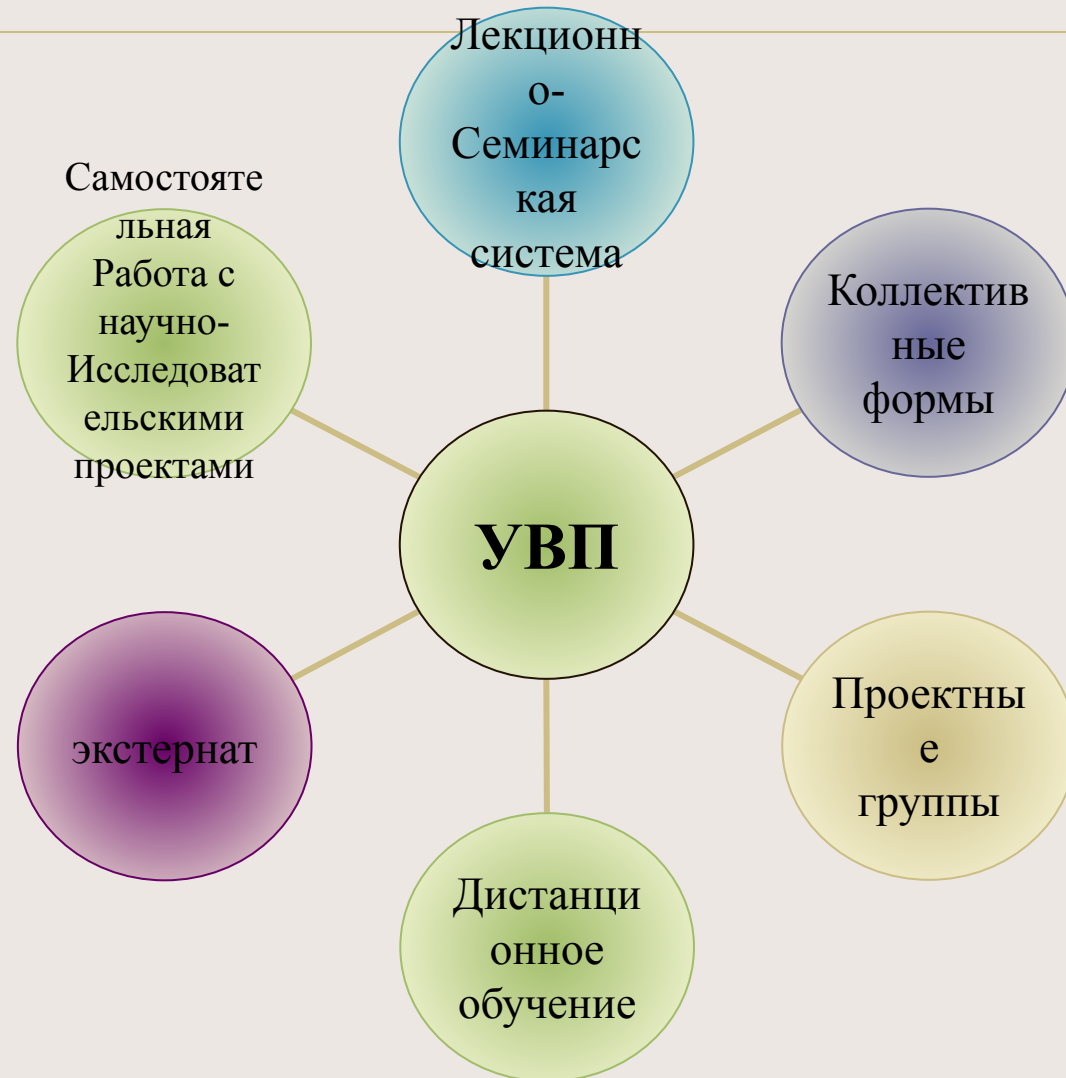 Лекционн
о-
Семинарс
кая
система
Самостояте
льная
Работа с
научно-
Исследоват
ельскими
проектами
Коллектив
ные
формы
УВП
экстернат
Проектны
е
группы
Дистанци
онное
обучение